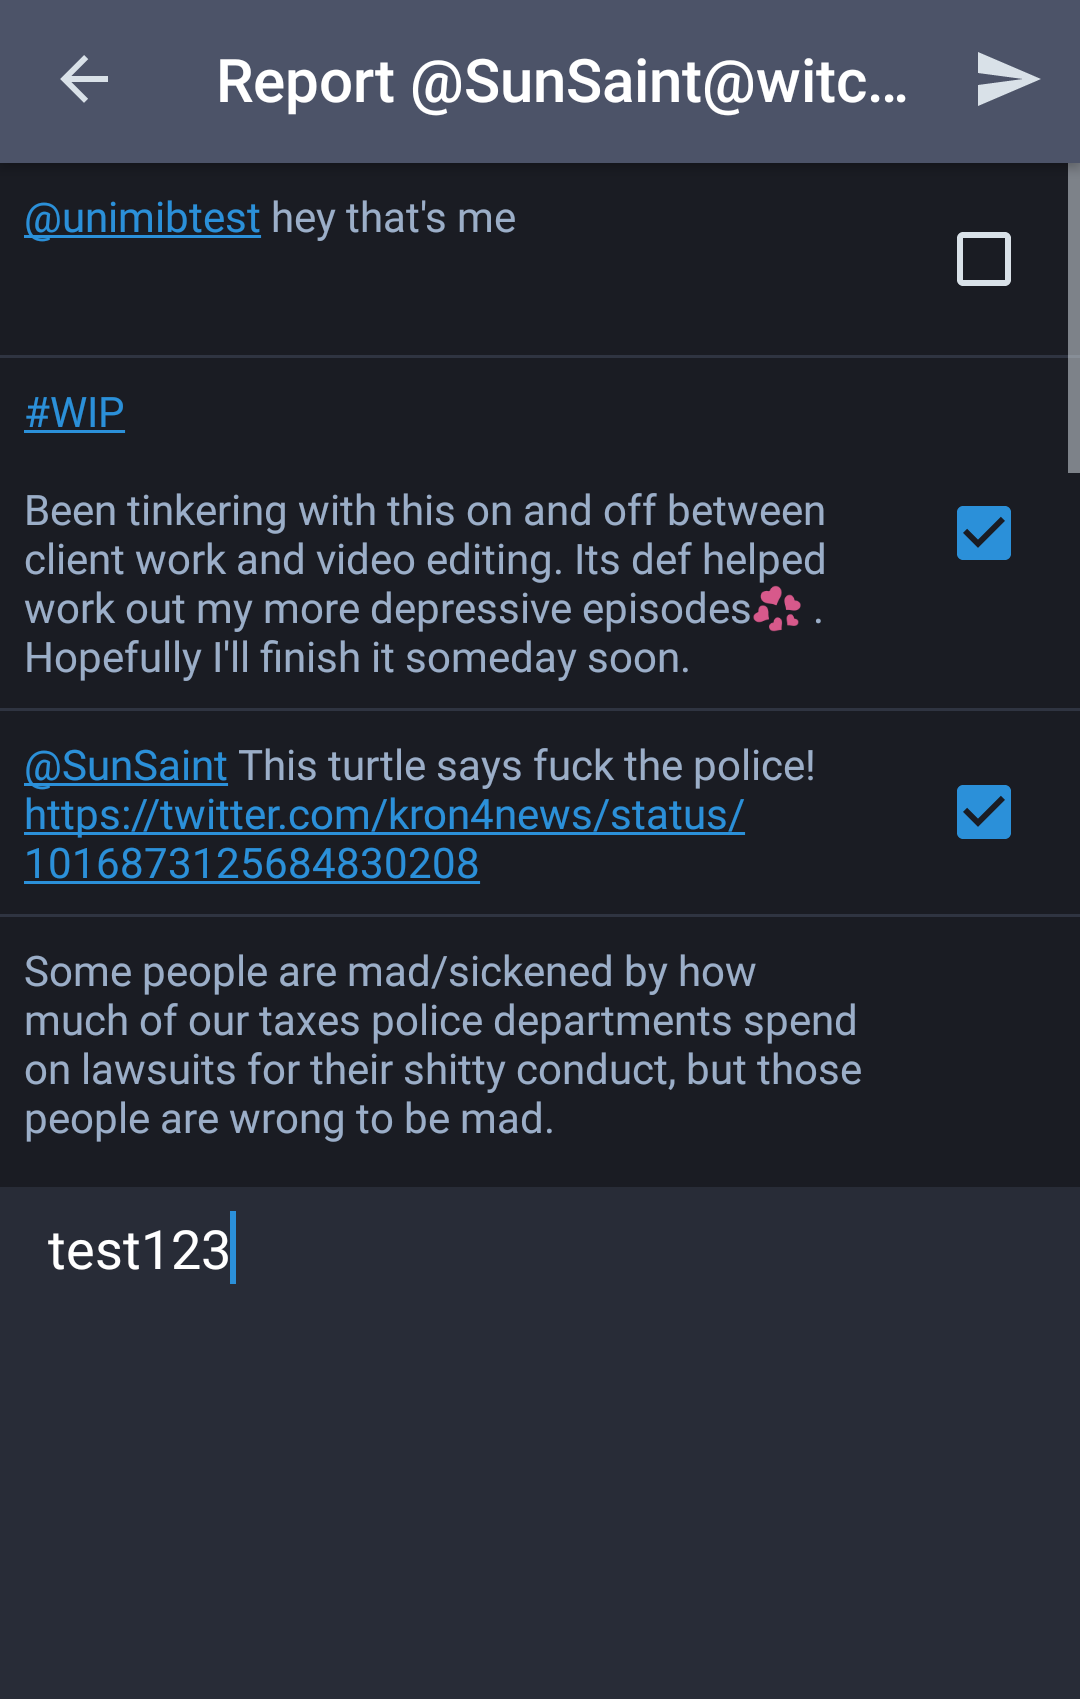 Report @SunSaint@witc...
@unimibtest hey that's me
#WIP
Been tinkering with this on and off between
client work and video editing. Its def helped
work out my more depressive episodes💞 .
Hopefully I'll finish it someday soon.
@SunSaint This turtle says fuck the police!
https://twitter.com/kron4news/status/
1016873125684830208
Some people are mad/sickened by how
much of our taxes police departments spend
on lawsuits for their shitty conduct, but those
people are wrong to be mad.
test123